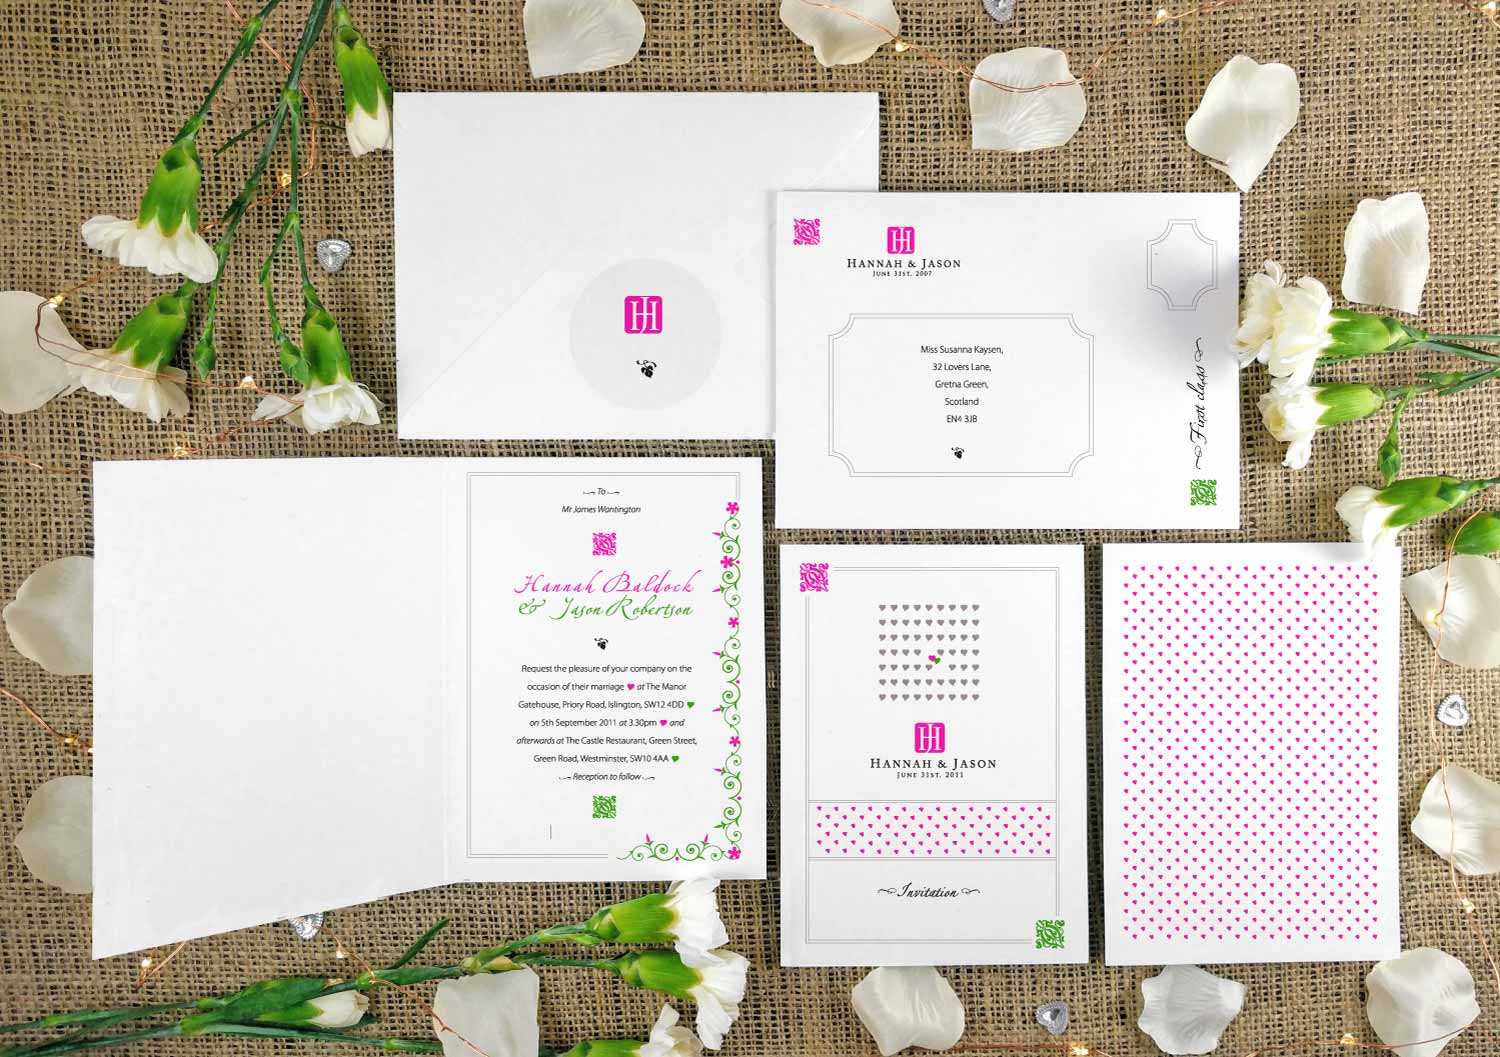 JH
JH
HANNAH & JASON
JUNE 31ST, 2007
Miss Susanna Kaysen,
32 Lovers Lane,
Gretna Green,
Scotland
EN4 3JB
First class
To
Mr James Wantington
Hannah Baldock
& Jason Robertson
Request the pleasure of your company on the
occasion of their marriage at The Manor
Gatehouse, Priory Road, Islington, SW12 4DD
on 5th September 2011 at 3.30pm and
afterwards at The Castle Restaurant, Green Street,
Green Road, Westminster, SW10 4AA
Reception to follow
JH
HANNAH & JASON
JUNE 31ST, 2011
Invitation